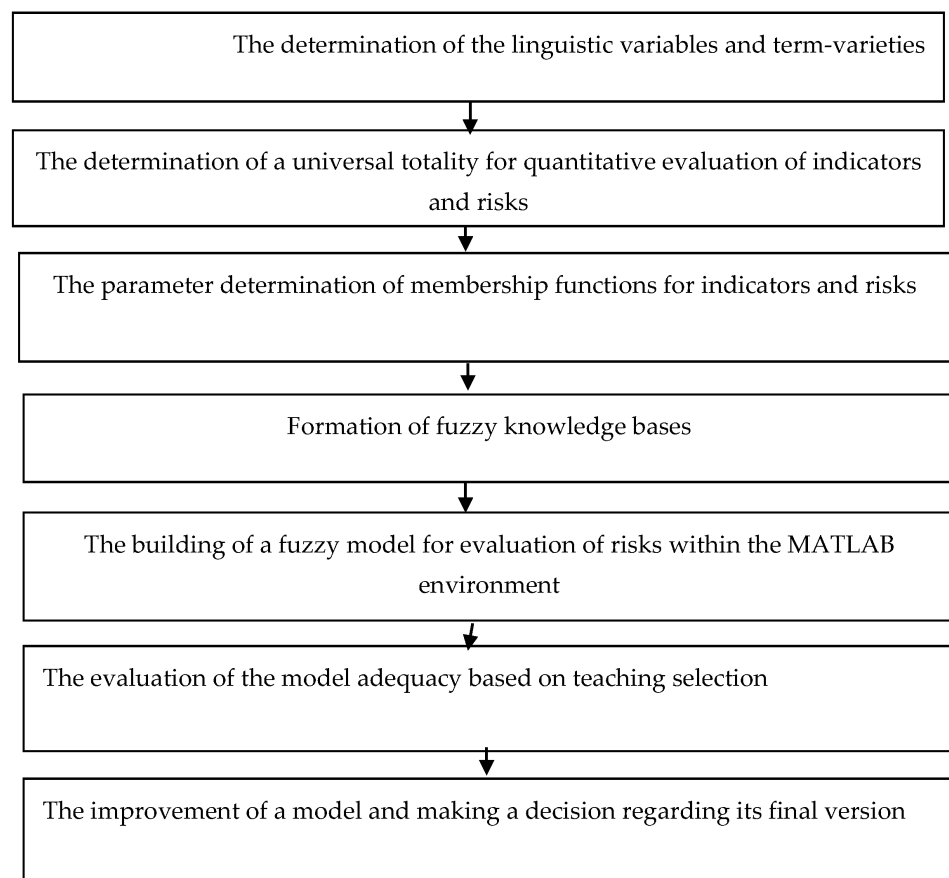 The determination of the linguistic variables and term-varieties
The determination of a universal totality for quantitative evaluation of indicators
and risks
The parameter determination of membership functions for indicators and risks
Formation of fuzzy knowledge bases
The building of a fuzzy model for evaluation of risks within the MATLAB
environment
The evaluation of the model adequacy based on teaching selection
The improvement of a model and making a decision regarding its final version